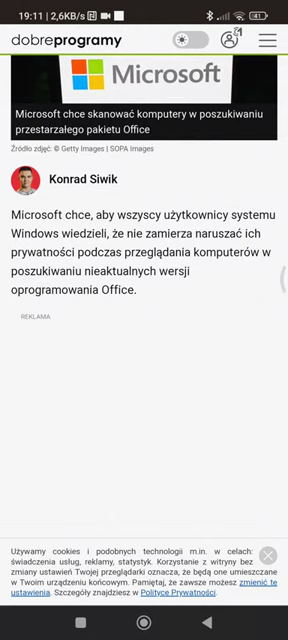 19:11 | 2,6KB/s
41
dobreprogramy
Microsoft
Microsoft chce skanować komputery w poszukiwaniu
przestarzałego pakietu Office
Źródło zdjęć: © Getty Images | SOPA Images
Konrad Siwik
Microsoft chce, aby wszyscy użytkownicy systemu
Windows wiedzieli, że nie zamierza naruszać ich
prywatności podczas przeglądania komputerów w
poszukiwaniu nieaktualnych wersji
oprogramowania Office.
REKLAMA
Używamy cookies i podobnych technologii m.in. w celach:
świadczenia usług, reklamy, statystyk. Korzystanie z witryny bez
zmiany ustawień Twojej przeglądarki oznacza, że będą one umieszczane
w Twoim urządzeniu końcowym. Pamiętaj, że zawsze możesz zmienić te
ustawienia. Szczegóły znajdziesz w Polityce Prywatności.